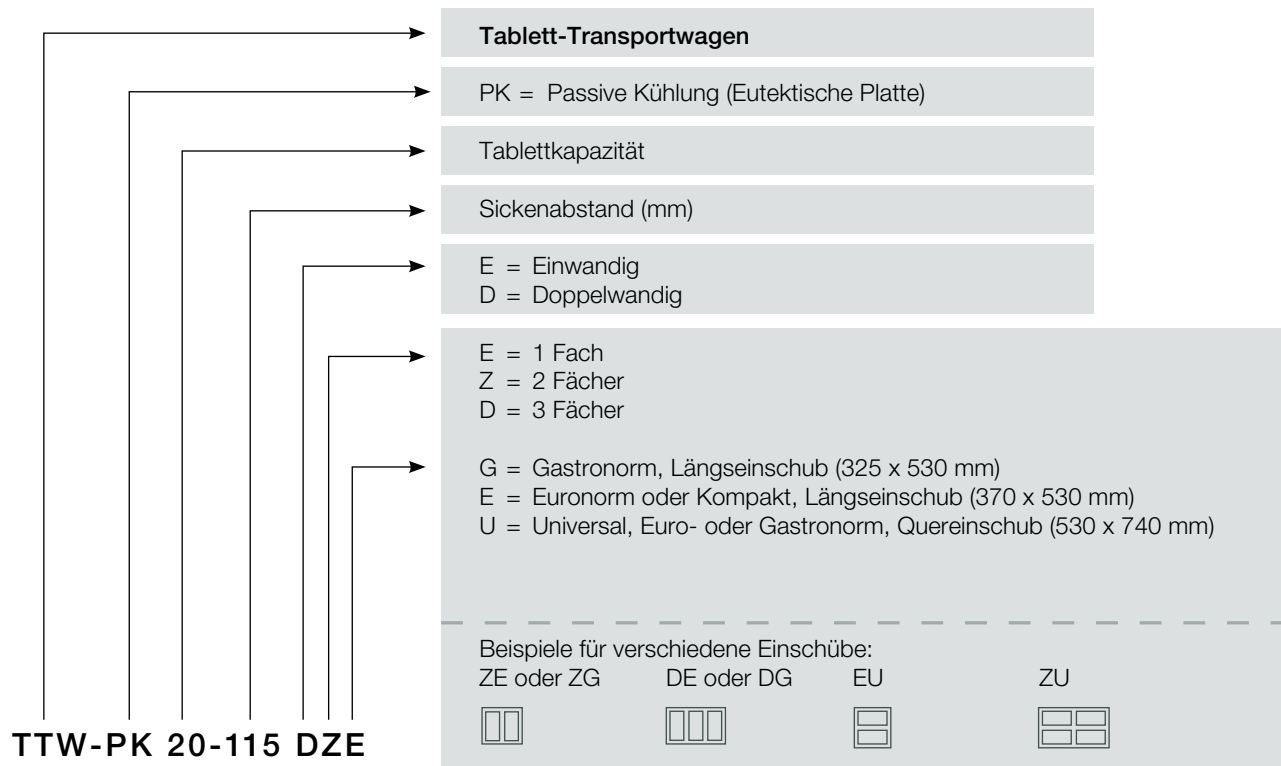 Tablett-Transportwagen
PK = Passive Kühlung (Eutektische Platte)
Tablettkapazität
Sickenabstand (mm)
E = Einwandig
D = Doppelwandig
E = 1 Fach
Z = 2 Fächer
D = 3 Fächer
G = Gastronorm, Längseinschub (325 x 530 mm)
E = Euronorm oder Kompakt, Längseinschub (370 x 530 mm)
U = Universal, Euro- oder Gastronorm, Quereinschub (530 x 740 mm)
Beispiele für verschiedene Einschübe:
ZE oder ZG DE oder DG EU ZU
TTW-PK 20-115 DZE